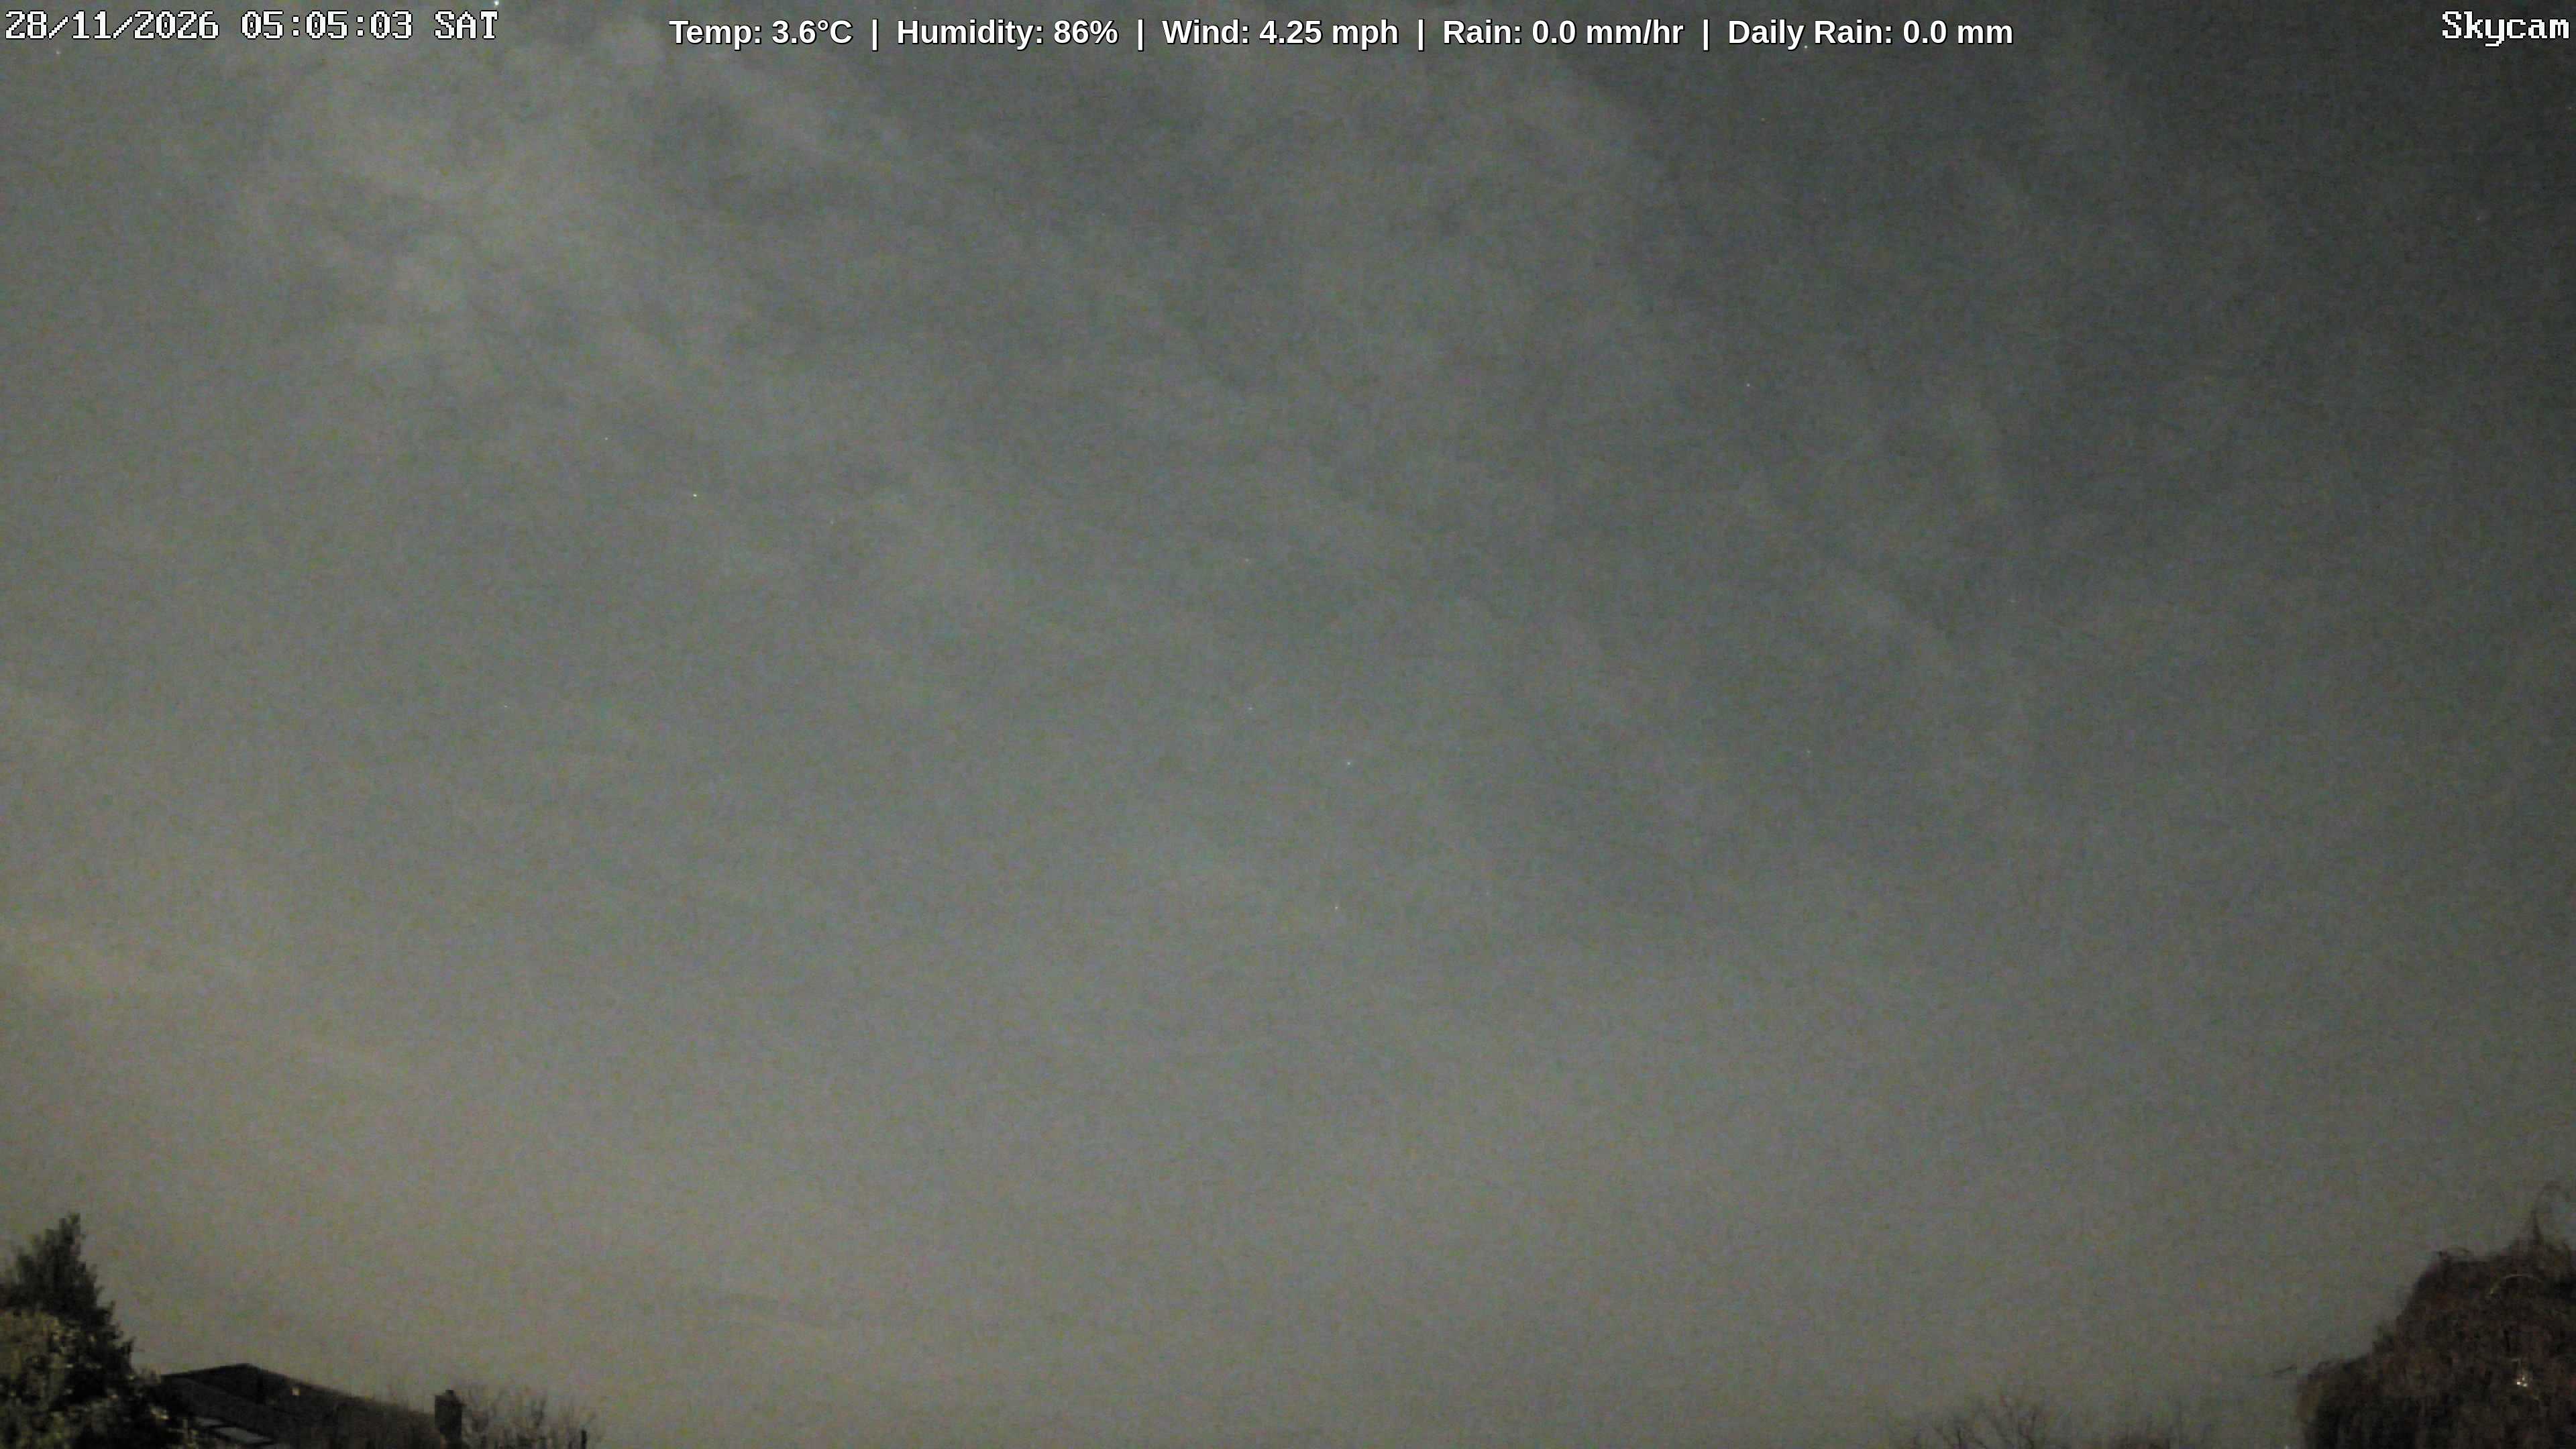 28/11/2026 05:05:03 SAT
Temp: 3.6°C | Humidity: 86% | Wind: 4.25 mph | Rain: 0.0 mm/hr | Daily Rain: 0.0 mm
Skycam